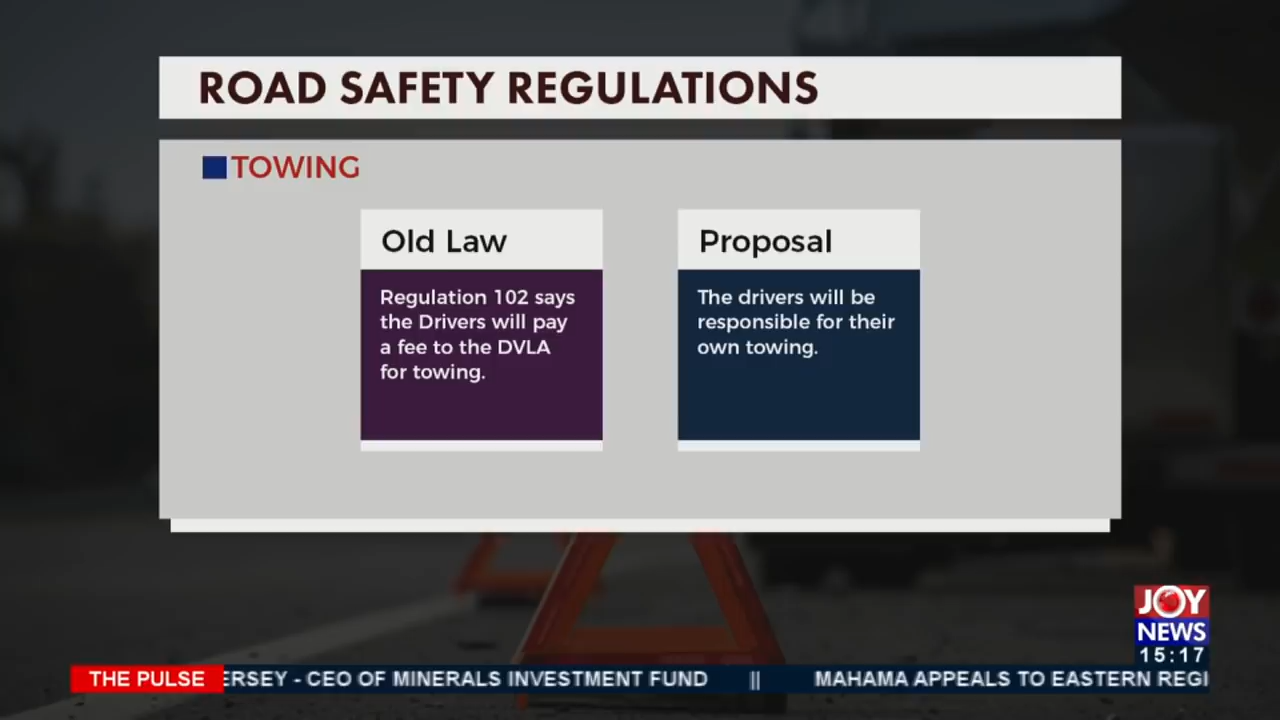 ROAD SAFETY REGULATIONS
TOWING
Old Law
Regulation 102 says
the Drivers will pay
a fee to the DVLA
for towing.
Proposal
The drivers will be
responsible for their
own towing.
JOY
NEWS
15:17
THE PULSE
ERSEY - CEO OF MINERALS INVESTMENT FUND || MAHAMA APPEALS TO EASTERN REGI